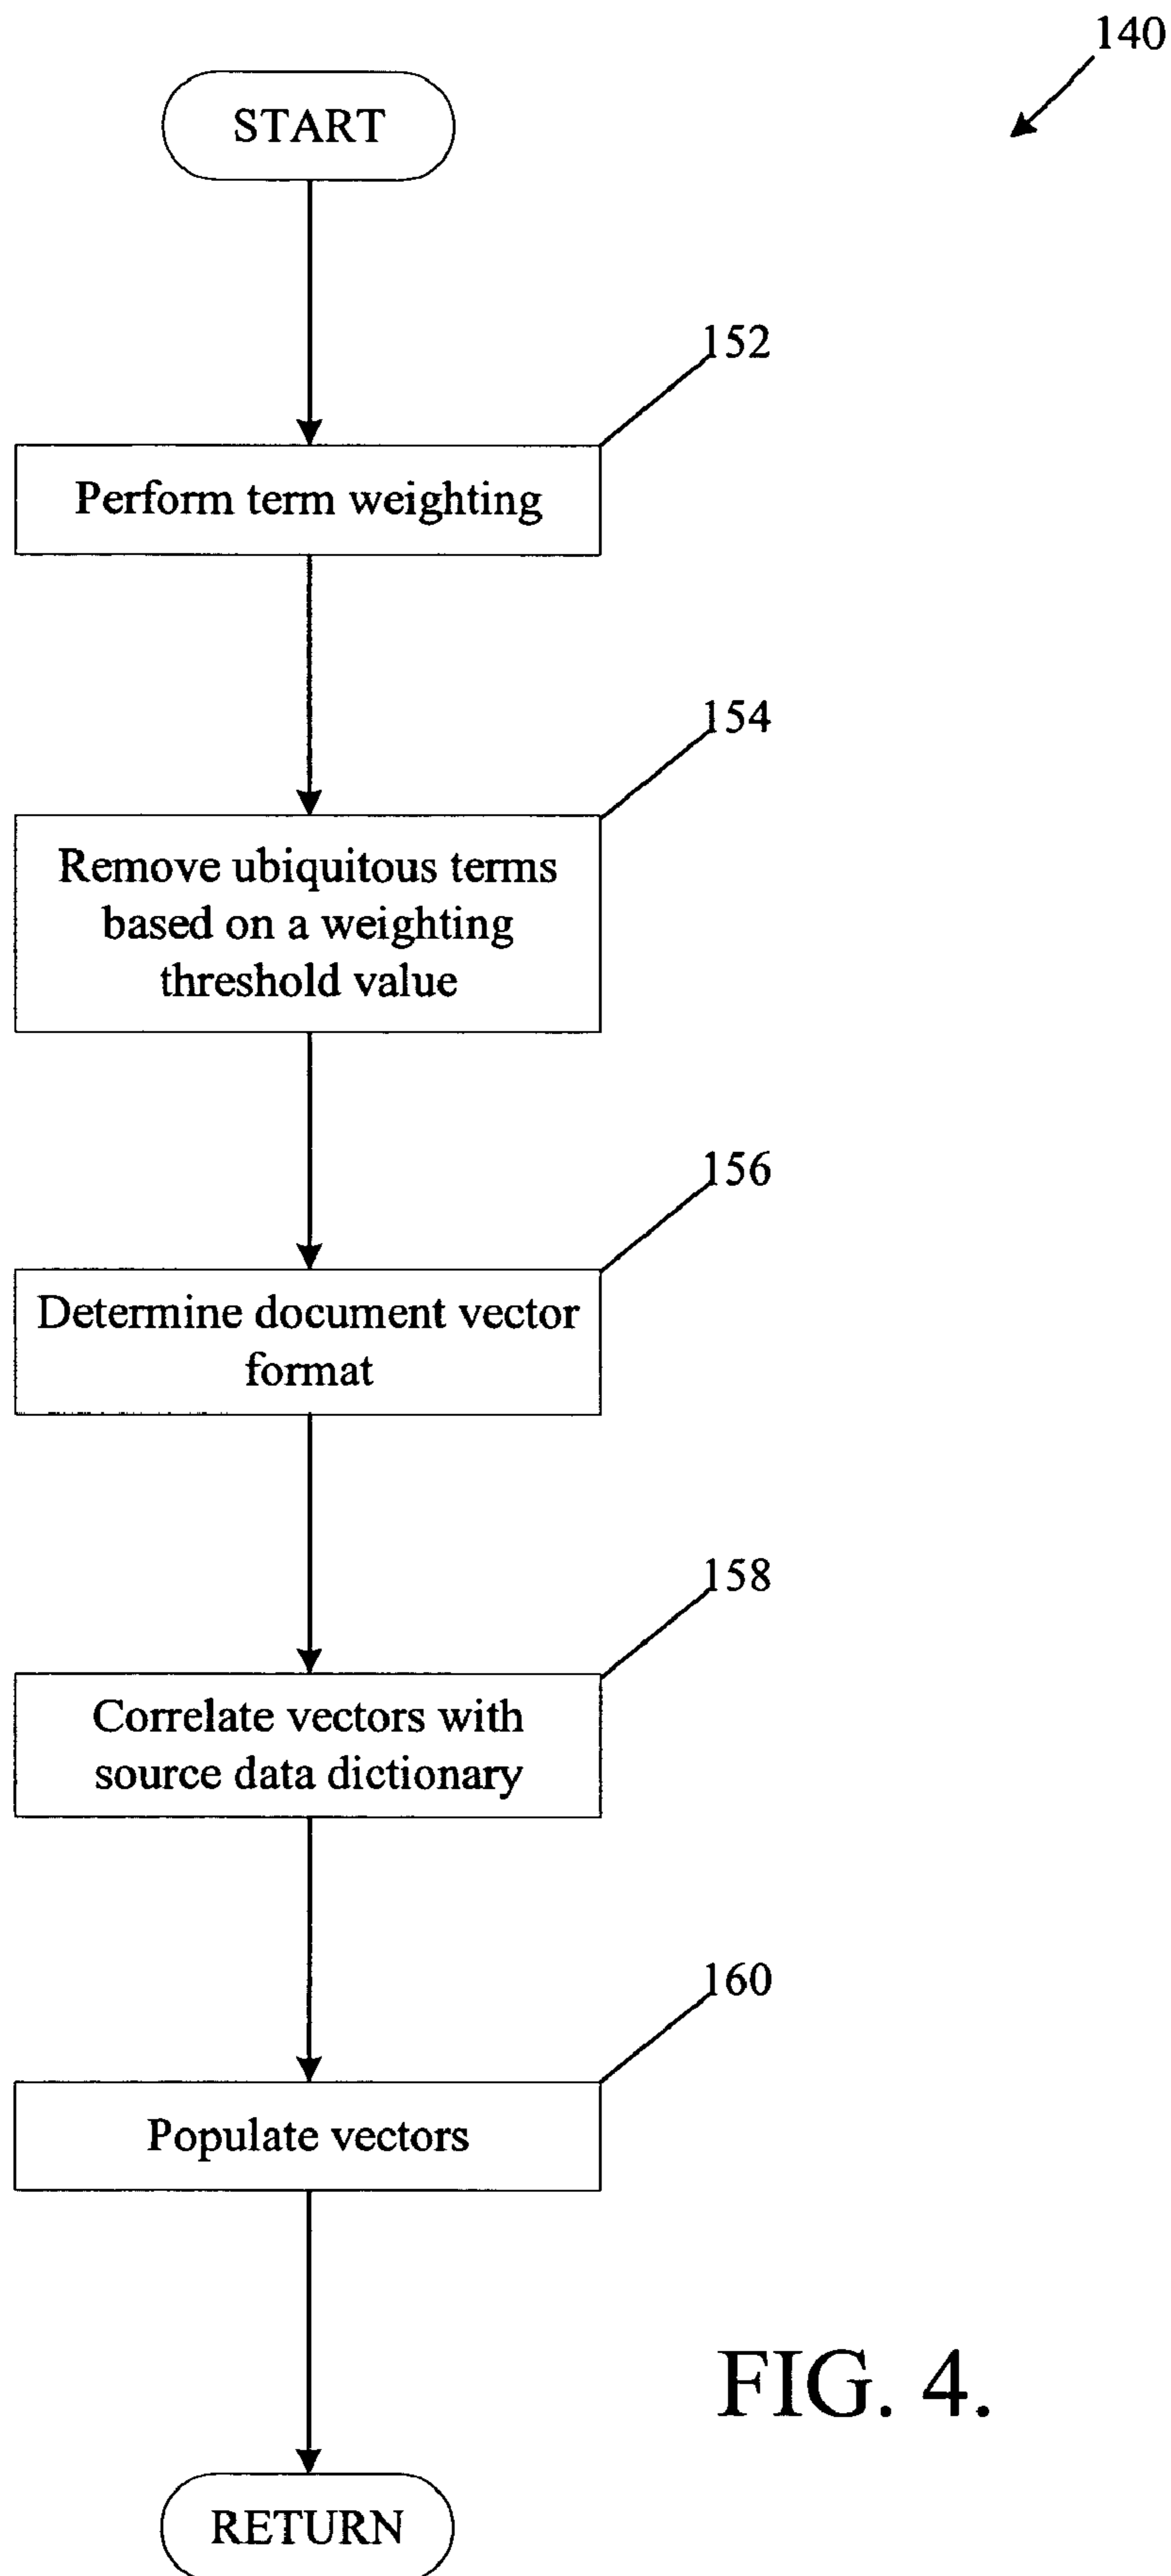 140
START
152
Perform term weighting
154
Remove ubiquitous terms
based on a weighting
threshold value
156
Determine document vector
format
158
Correlate vectors with
source data dictionary
160
Populate vectors
FIG. 4.
RETURN